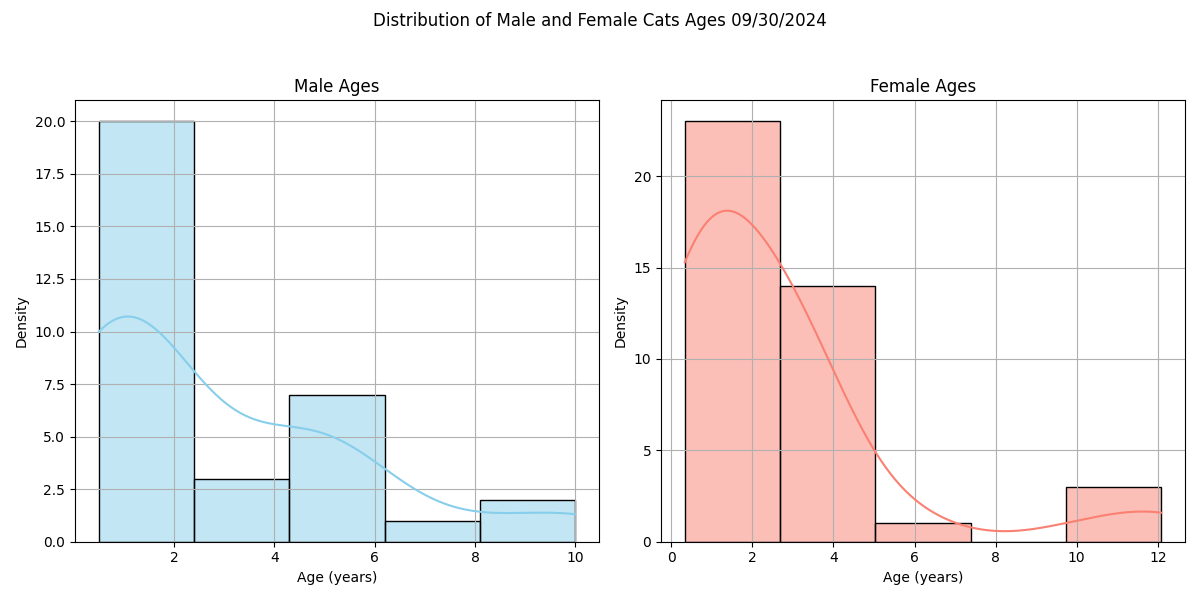 Distribution of Male and Female Cats Ages 09/30/2024
Male Ages
20.0
17.5
15.0
12.5
10.0
7.5
5.0
2.5
0.0
Density
2 4 6 8 10
Age (years)
Female Ages
20
15
10
5
0
Density
0 2 4 6 8 10 12
Age (years)